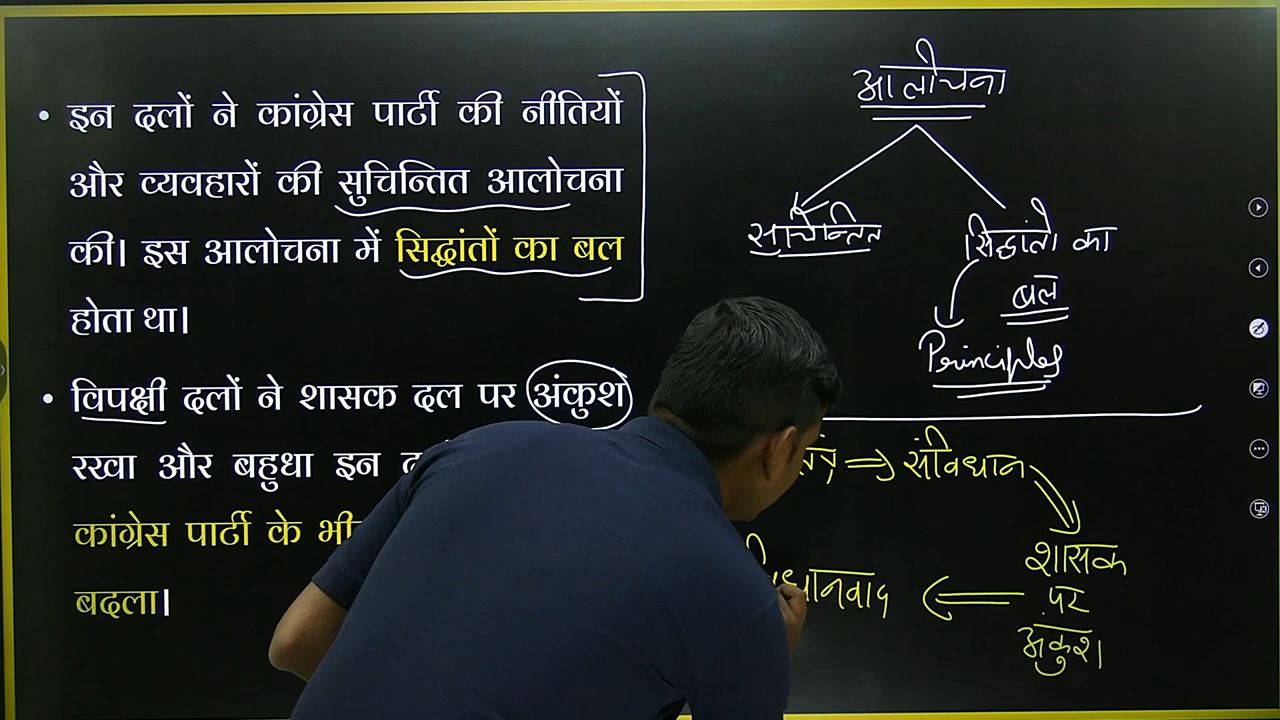 • इन दलों ने कांग्रेस पार्टी की नीतियों
और व्यवहारों की सुचिन्तित आलोचना
की। इस आलोचना में सिद्धांतों का बल
होता था।
• विपक्षी दलों ने शासक दल पर अंकुश
रखा और बहुधा इन
कांग्रेस पार्टी के
बदला।
आलोचना
सुचिन्तित
सिद्धांतो का
बल
Principles
⇒ संविधान
शासक
पर
अंकुश